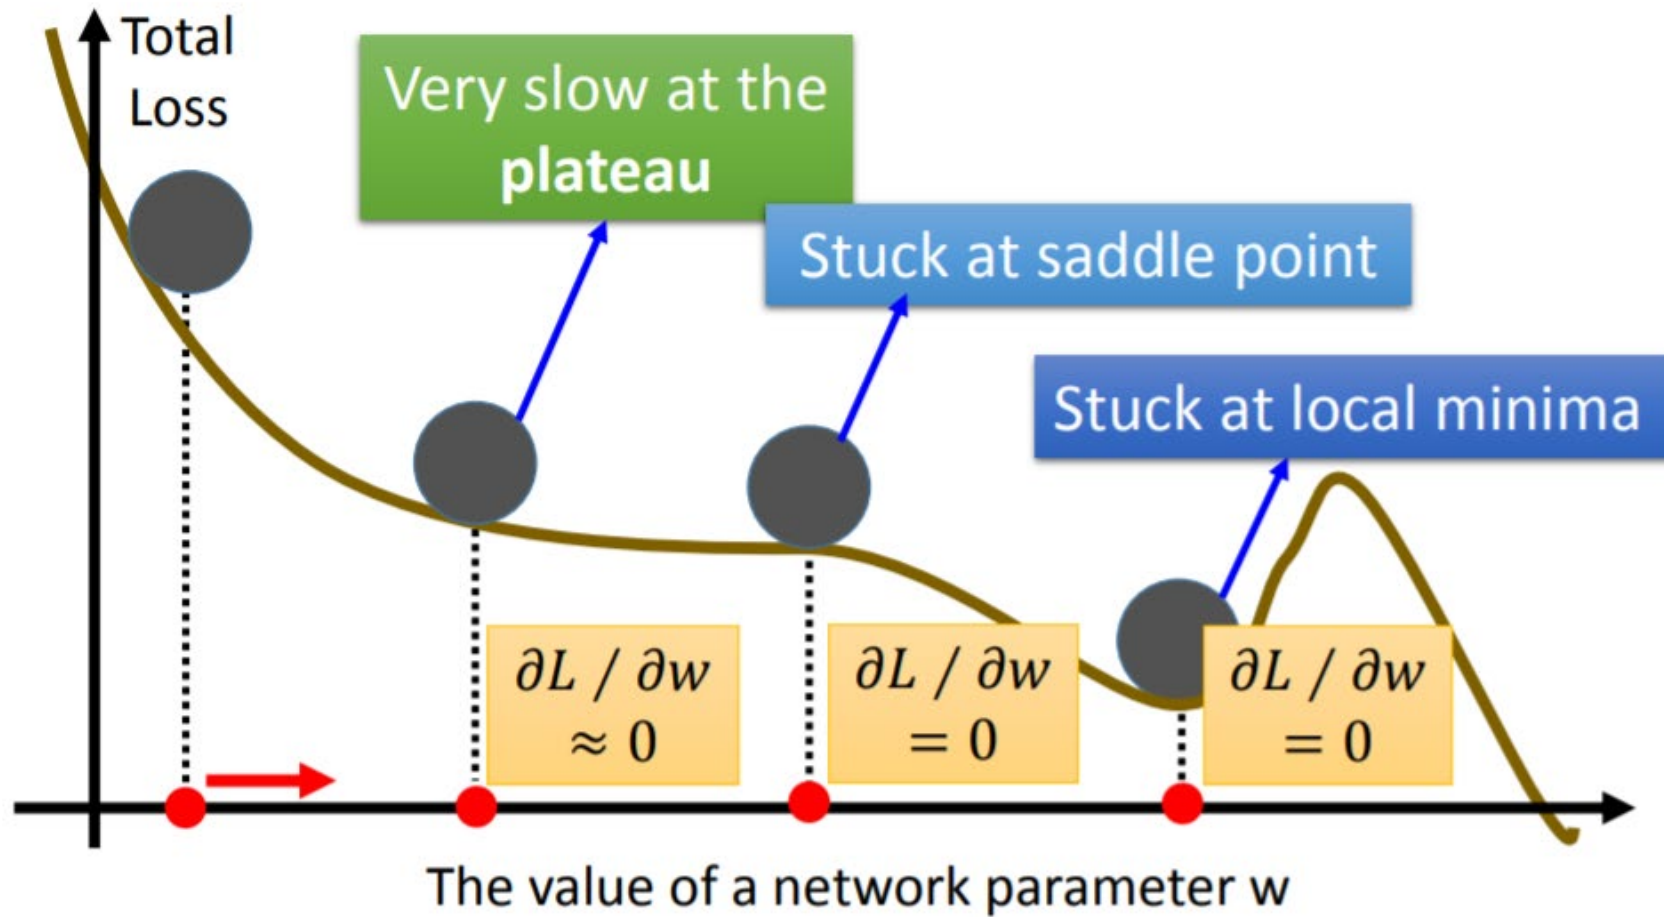 Total
Loss
Very slow at the
plateau
Stuck at saddle point
Stuck at local minima
∂L / ∂w
≈ 0
∂L / ∂w
= 0
∂L / ∂w
= 0
The value of a network parameter w